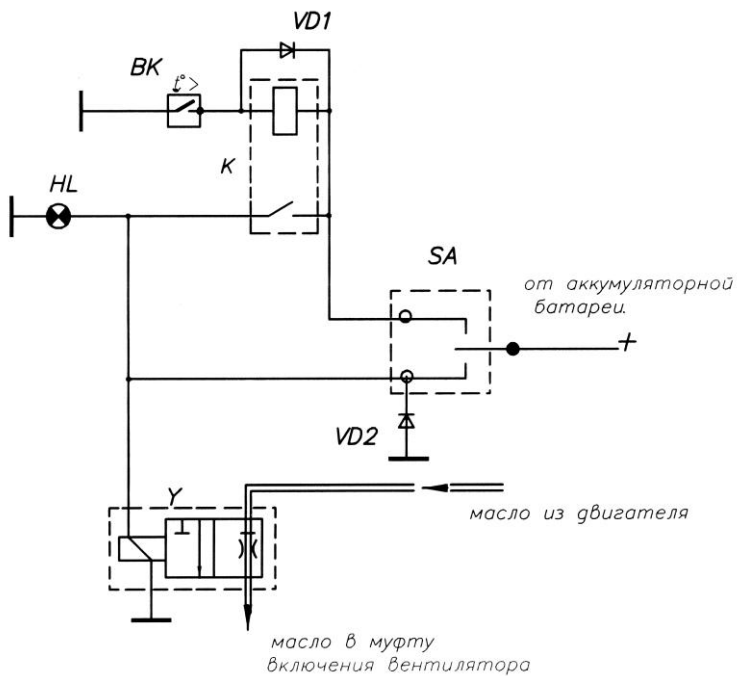 VD1
BK
t°>
K
HL
SA
от аккумуляторной
батареи.
+
VD2
Y
масло из двигателя
масло в муфту
включения вентилятора